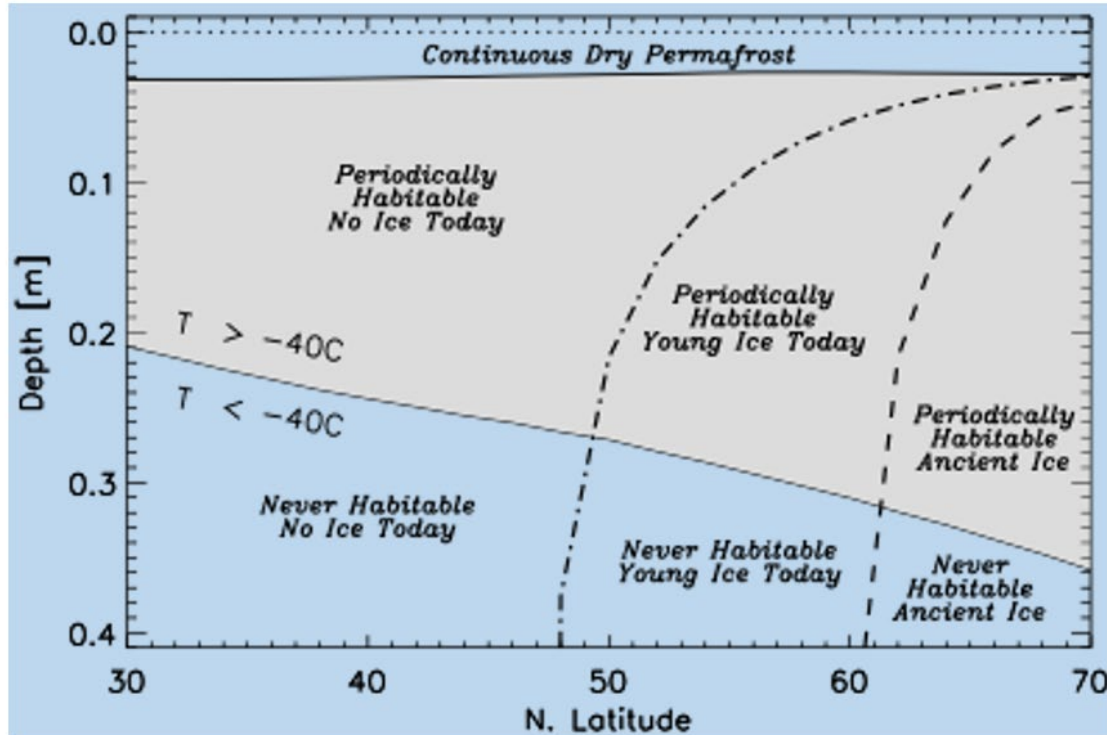 0.0
Continuous Dry Permafrost
Periodically
Habitable
No Ice Today
0.1
Periodically
Habitable
Young Ice Today
Depth [m]
0.2
T > -40C
T < -40C
Periodically
Habitable
Ancient Ice
0.3
Never Habitable
No Ice Today
Never Habitable
Young Ice Today
Never
Habitable
Ancient Ice
0.4
30
40
50
60
70
N. Latitude